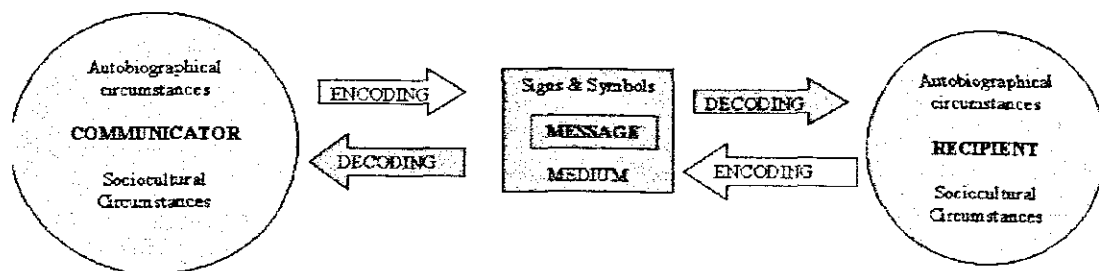 Autobiographical
circumstances
COMMUNICATOR
Sociocultural
Circumstances
ENCODING
DECODING
Signs & Symbols
MESSAGE
MEDIUM
DECODING
ENCODING
Autobiographical
circumstances
RECIPIENT
Sociocultural
Circumstances